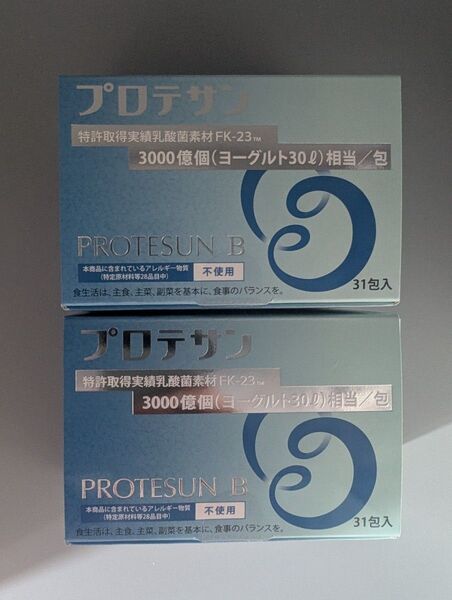 プロテサン
特許取得実績乳酸菌素材FK-23™
3000億個(ヨーグルト30ℓ)相当/包
PROTESUN B
本商品に含まれているアレルギー物質
(特定原材料等28品目中)
不使用
31包入
食生活は、主食、主菜、副菜を基本に、食事のバランスを。
プロテサン
特許取得実績乳酸菌素材FK-23™
3000億個(ヨーグルト30ℓ)相当/包
PROTESUN B
本商品に含まれているアレルギー物質
(特定原材料等28品目中)
不使用
31包入
食生活は、主食、主菜、副菜を基本に、食事のバランスを。